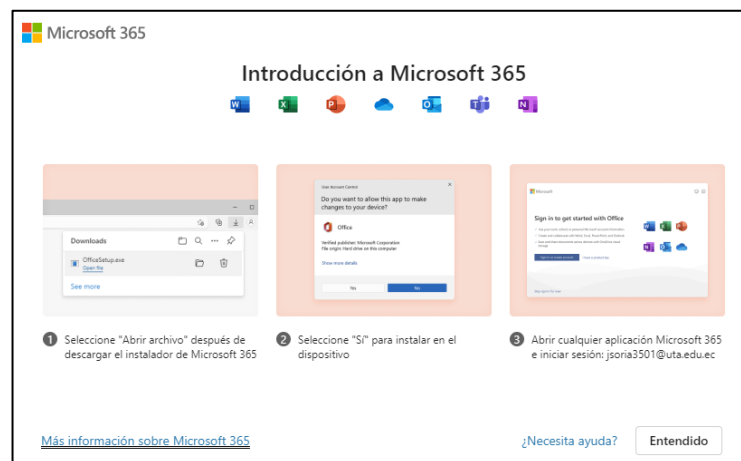 Microsoft 365
Introducción a Microsoft 365
Downloads
OfficeSetup.exe
Open file
See more
User Account Control
Do you want to allow this app to make
changes to your device?
Office
Verified publisher: Microsoft Corporation
File origin: Hard drive on this computer
Show more details
Yes
No
Microsoft
Sign in to get started with Office
1 Seleccione "Abrir archivo" después de
descargar el instalador de Microsoft 365
2 Seleccione "Sí" para instalar en el
dispositivo
3 Abrir cualquier aplicación Microsoft 365
e iniciar sesión: jsoria3501@uta.edu.ec
Más información sobre Microsoft 365
¿Necesita ayuda?
Entendido